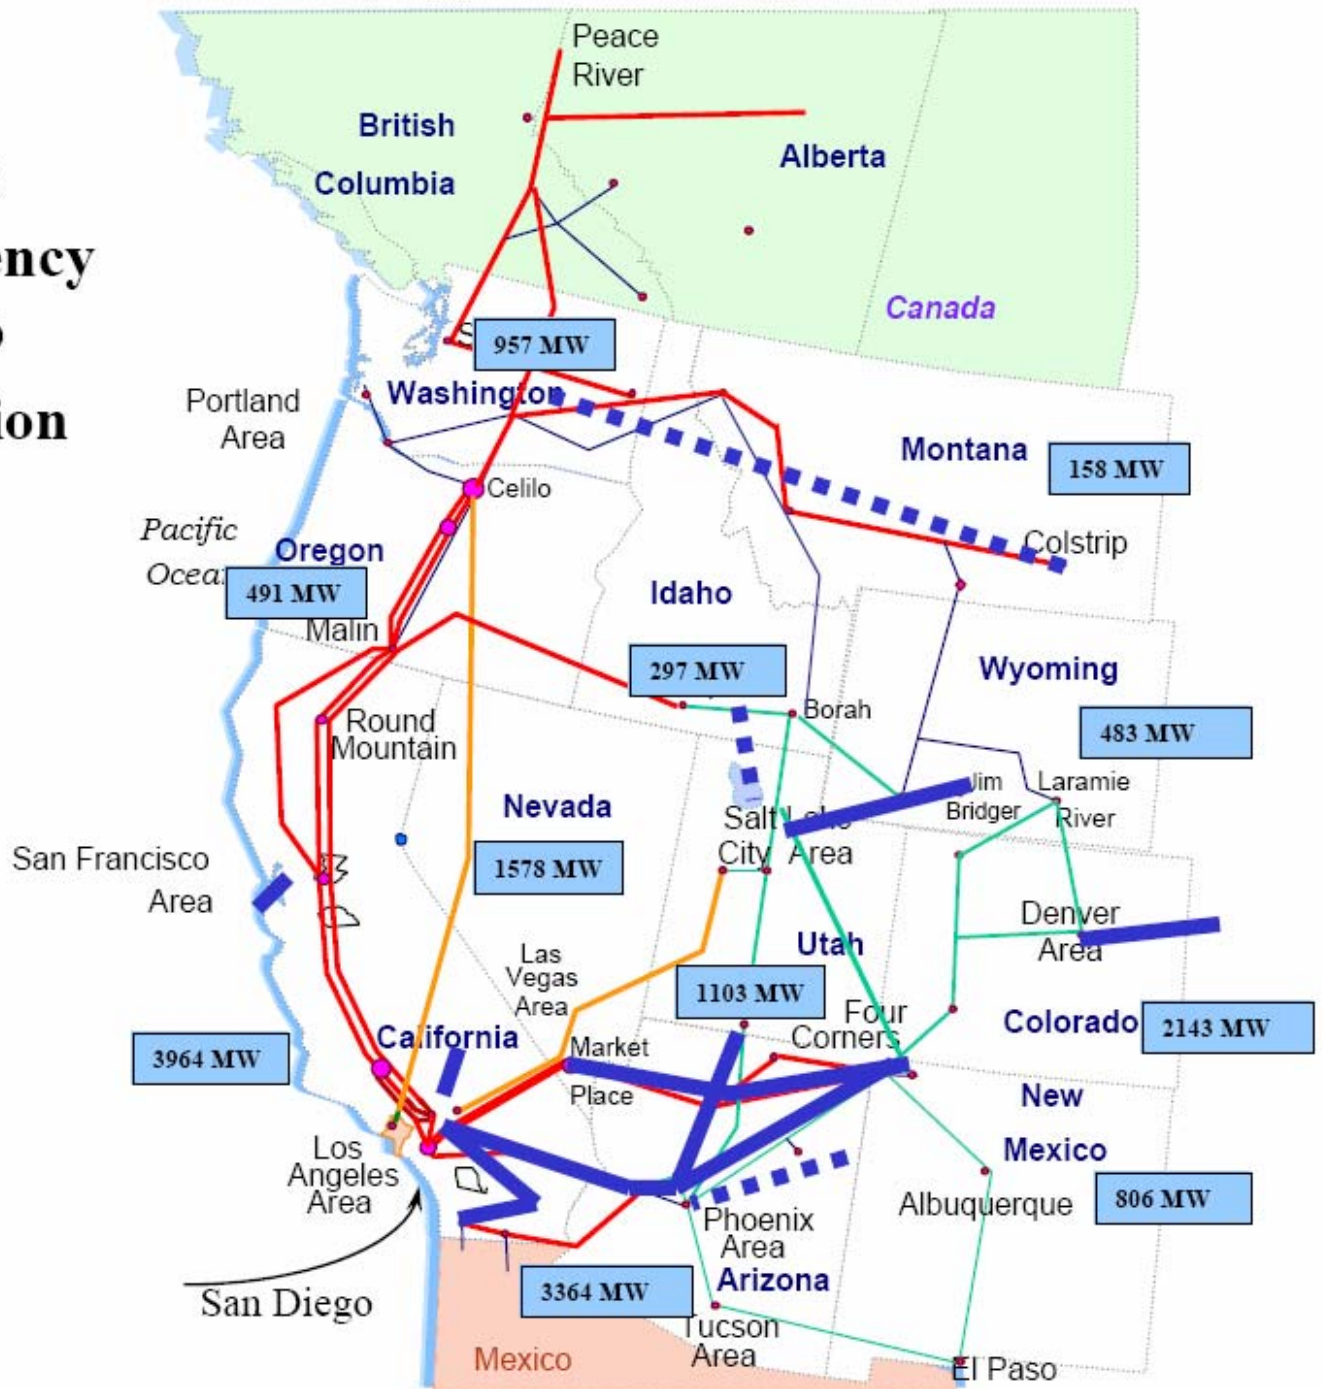 Peace
River
British
Columbia
Alberta
ency
Canada
957 MW
ion
Washington
Portland
Area
Montana
158 MW
Celilo
Pacific
Oregon
Colstrip
491 MW
Idaho
Malin
297 MW
Wyoming
Borah
Round
Mountain
483 MW
Jim
Bridger
Laramie
River
Nevada
Salt Lake
City Area
San Francisco
Area
1578 MW
Denver
Area
Utah
Las
Vegas
Area
1103 MW
Four
Corners
Colorado
2143 MW
California
3964 MW
Market
Place
New
Mexico
Los
Angeles
Area
806 MW
Albuquerque
Phoenix
Area
Arizona
San Diego
3364 MW
Tucson
Area
Mexico
El Paso